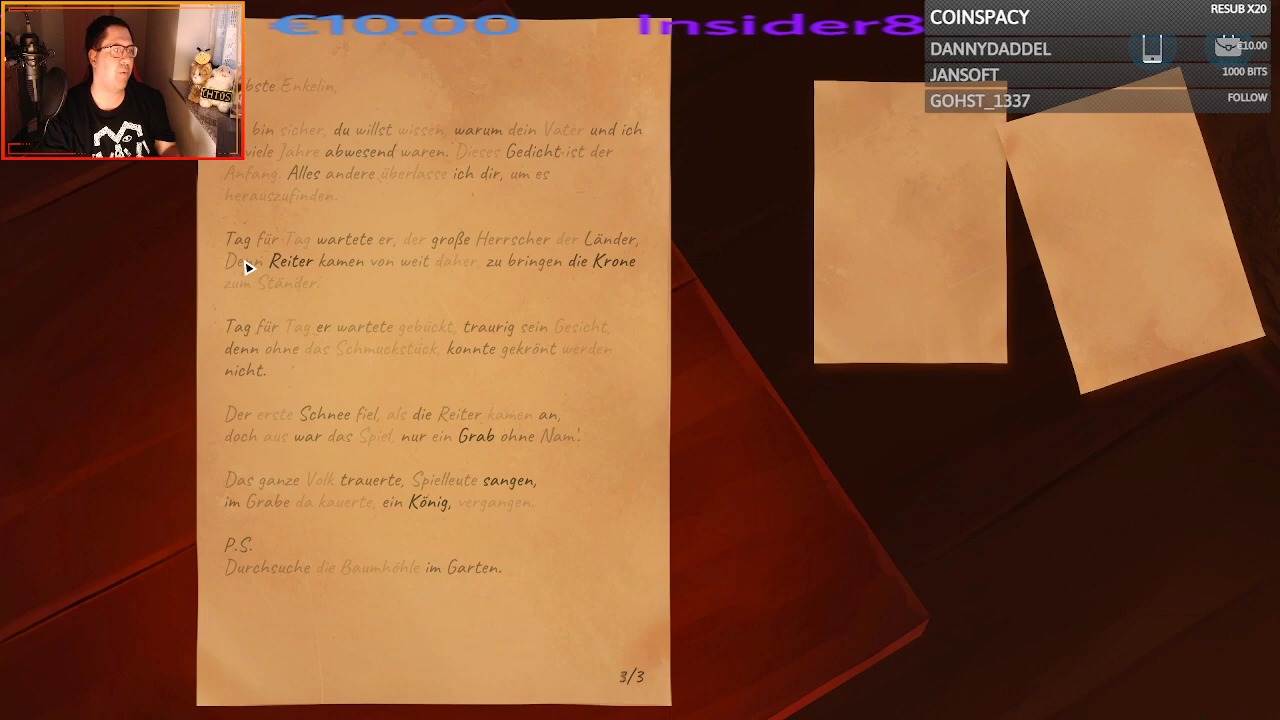 €10.00 Insider8
COINSPACY RESUB X20
DANNYDADDEL €10.00
JANSOFT 1000 BITS
GOHST_1337 FOLLOW
CHTOS
bste Enkelin,
bin sicher, du willst wissen, warum dein Vater und ich
viele Jahre abwesend waren. Dieses Gedicht ist der
Anfang. Alles andere überlasse ich dir, um es
herauszufinden.
Tag für Tag wartete er, der große Herrscher der Länder,
Denn Reiter kamen von weit daher, zu bringen die Krone
zum Ständer.
Tag für Tag er wartete gebückt, traurig sein Gesicht,
denn ohne das Schmuckstück, konnte gekrönt werden
nicht.
Der erste Schnee fiel, als die Reiter kamen an,
doch aus war das Spiel, nur ein Grab ohne Nam'.
Das ganze Volk trauerte, Spielleute sangen,
im Grabe da kauerte, ein König, vergangen.
P.S.
Durchsuche die Baumhöhle im Garten.
3/3